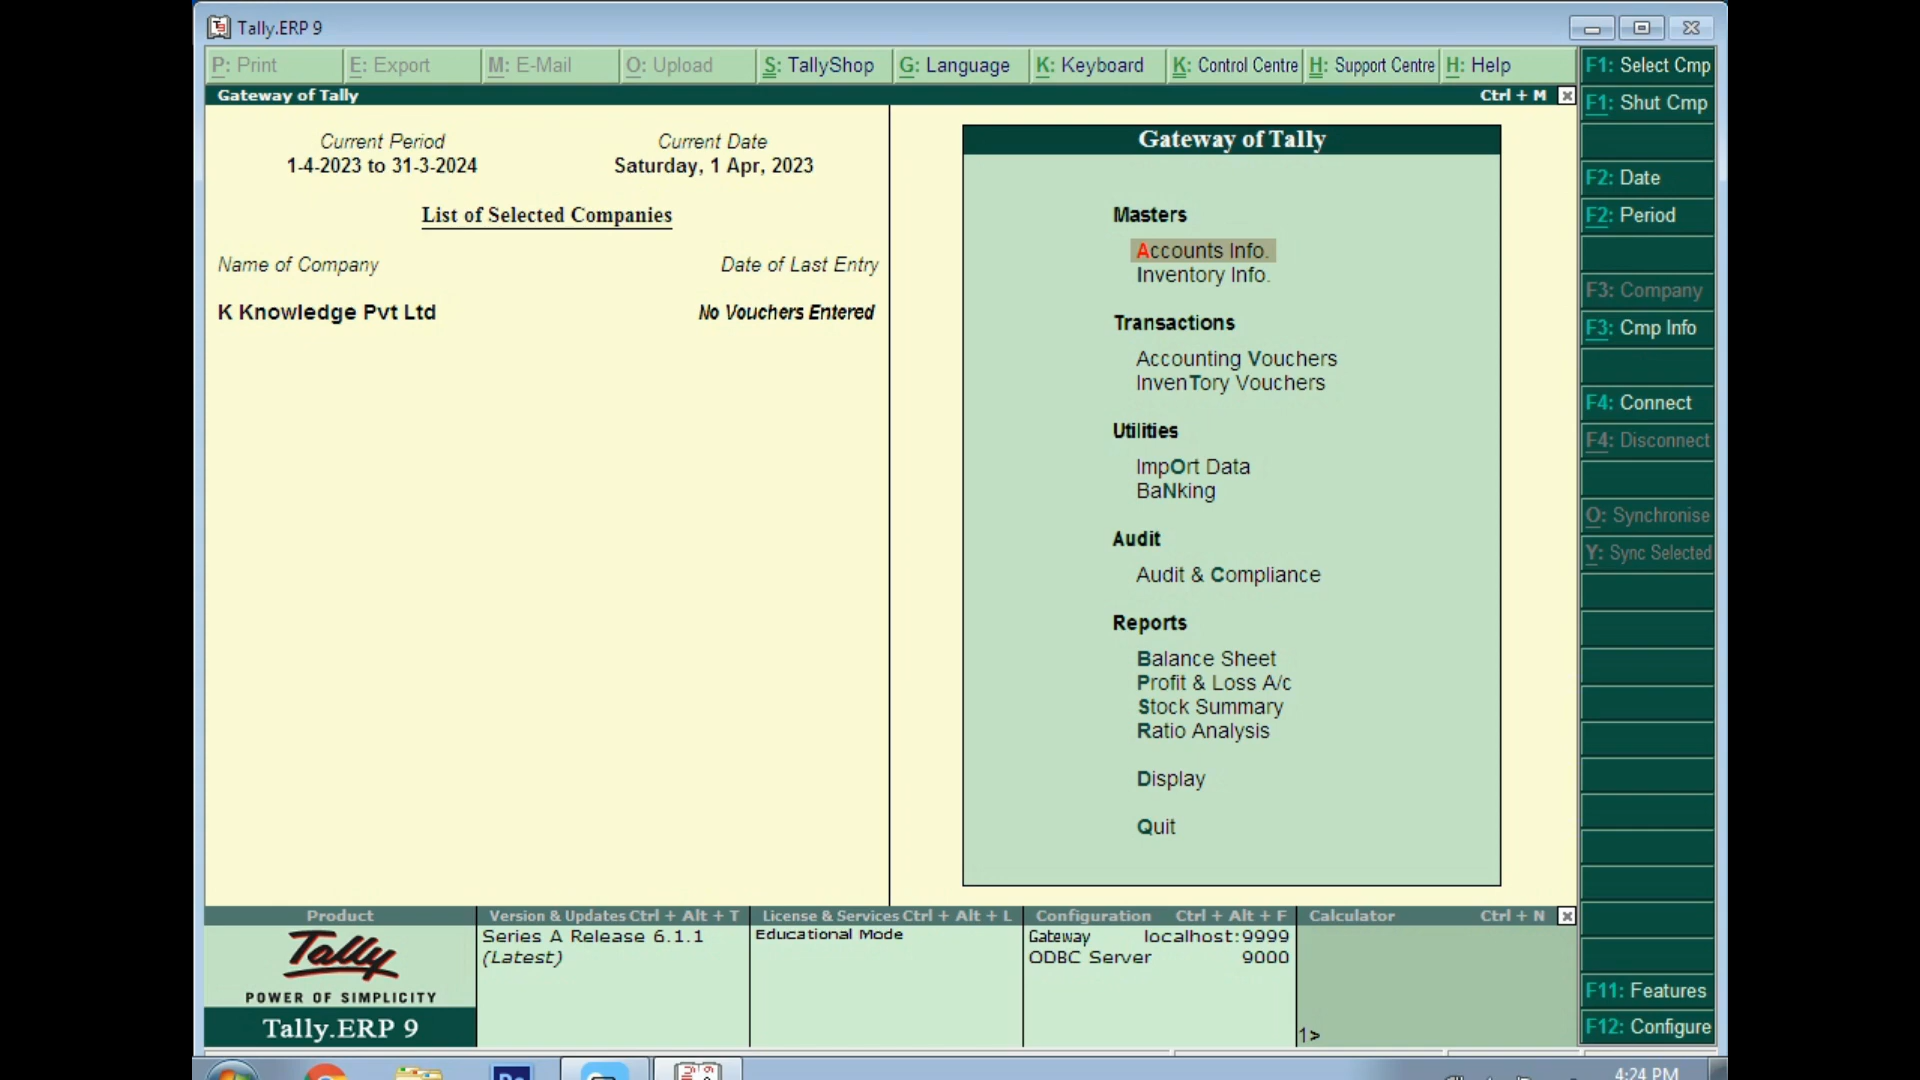 Tally.ERP 9
P: Print E: Export M: E-Mail O: Upload S: TallyShop G: Language K: Keyboard K: Control Centre H: Support Centre H: Help
Gateway of Tally Ctrl + M
Current Period Current Date
1-4-2023 to 31-3-2024 Saturday, 1 Apr, 2023
List of Selected Companies
Name of Company Date of Last Entry
K Knowledge Pvt Ltd No Vouchers Entered
Gateway of Tally
Masters
Accounts Info.
Inventory Info.
Transactions
Accounting Vouchers
InvenTory Vouchers
Utilities
ImpOrt Data
BaNking
Audit
Audit & Compliance
Reports
Balance Sheet
Profit & Loss A/c
Stock Summary
Ratio Analysis
Display
Quit
F1: Select Cmp
F1: Shut Cmp
F2: Date
F2: Period
F3: Company
F3: Cmp Info
F4: Connect
F4: Disconnect
O: Synchronise
Y: Sync Selected
F11: Features
F12: Configure
Product
Tally
POWER OF SIMPLICITY
Tally.ERP 9
Version & Updates Ctrl + Alt + T
Series A Release 6.1.1
(Latest)
License & Services Ctrl + Alt + L
Educational Mode
Configuration Ctrl + Alt + F
Gateway localhost:9999
ODBC Server 9000
Calculator Ctrl + N
1>
4:24 PM